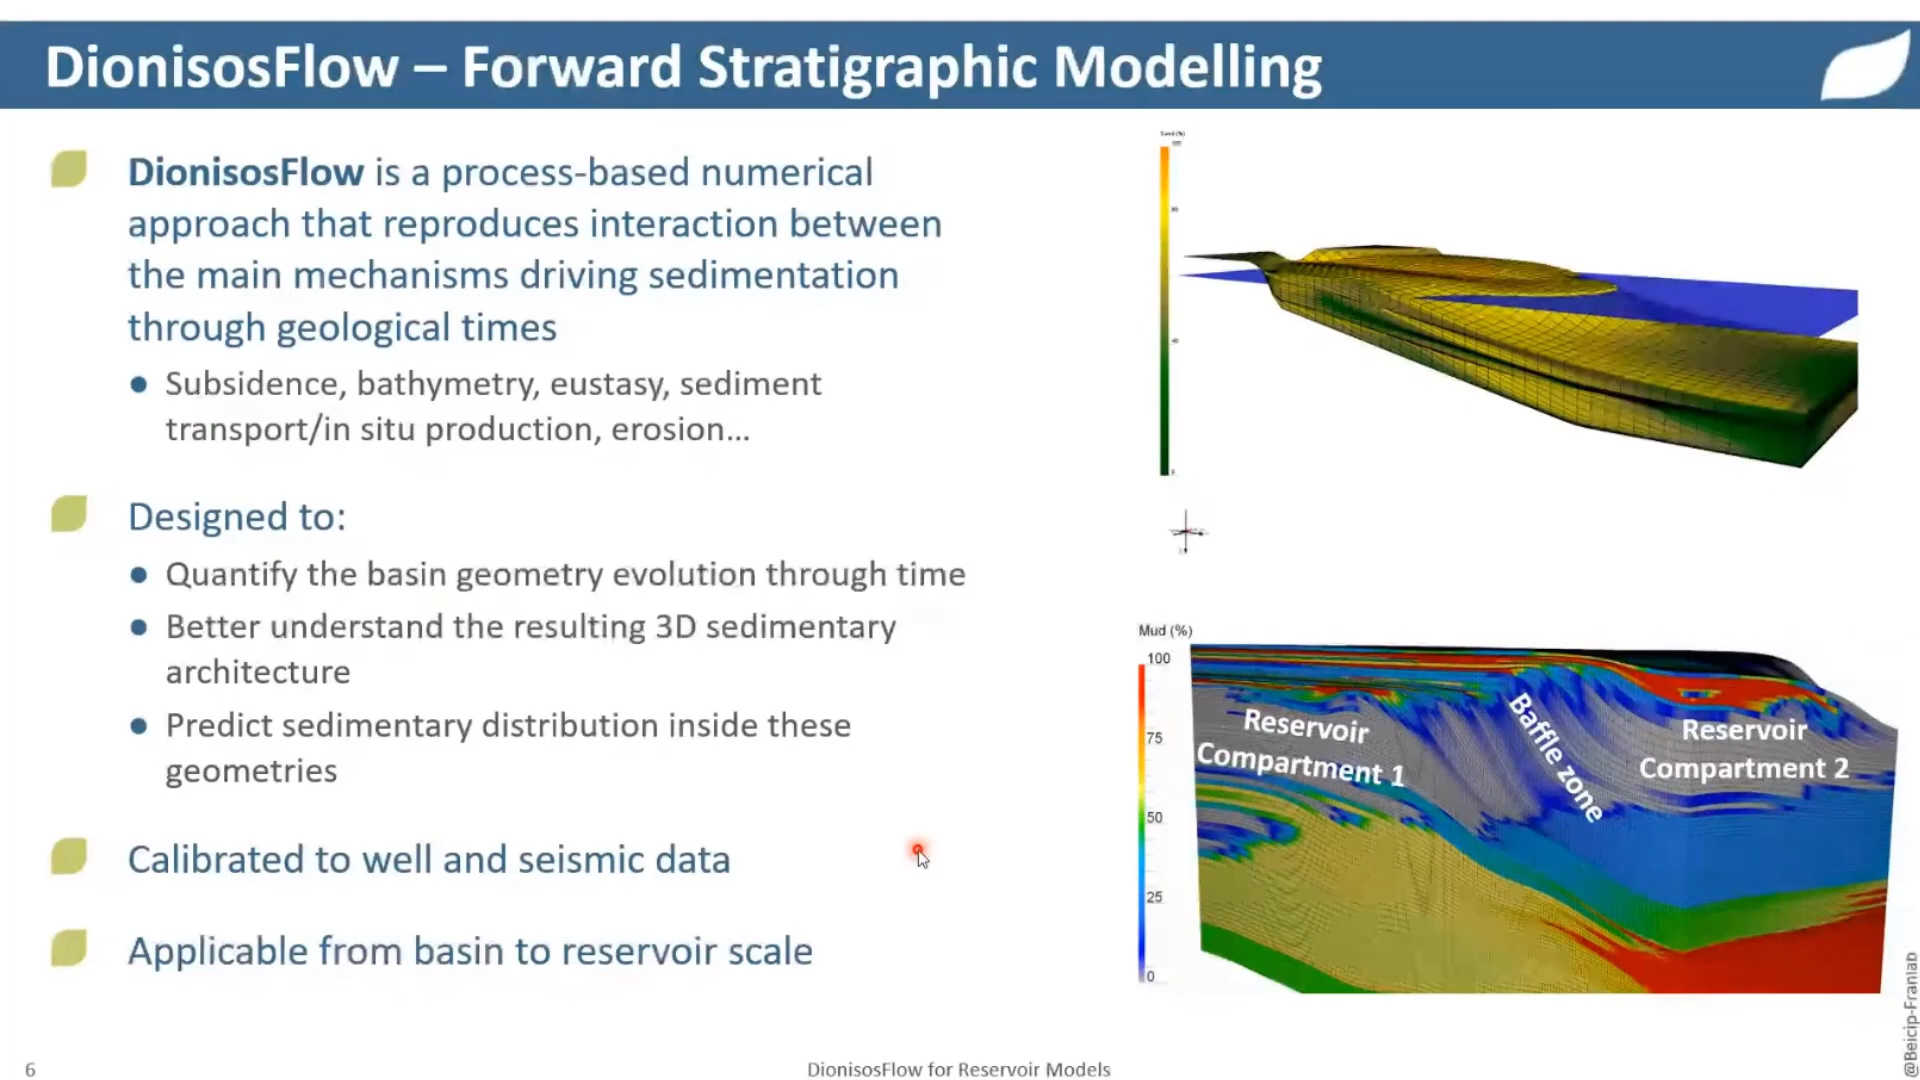 DionisosFlow – Forward Stratigraphic Modelling
DionisosFlow is a process-based numerical
approach that reproduces interaction between
the main mechanisms driving sedimentation
through geological times
Subsidence, bathymetry, eustasy, sediment
transport/in situ production, erosion...
Designed to:
Quantify the basin geometry evolution through time
Better understand the resulting 3D sedimentary
architecture
Predict sedimentary distribution inside these
geometries
Calibrated to well and seismic data
Applicable from basin to reservoir scale
Mud (%)
100
75
50
25
0
Reservoir
Compartment 1
Baffle zone
Reservoir
Compartment 2
@Beicip-Franlab
6
DionisosFlow for Reservoir Models